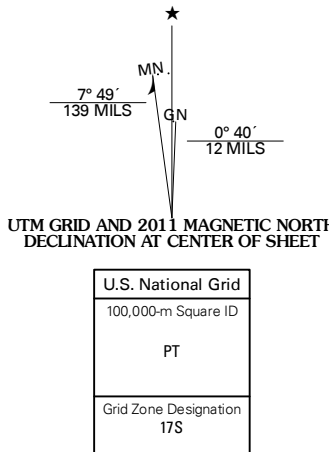 ★
MN.
7° 49´
139 MILS
GN
0° 40´
12 MILS
UTM GRID AND 2011 MAGNETIC NORTH
DECLINATION AT CENTER OF SHEET
U.S. National Grid
100,000-m Square ID
PT
Grid Zone Designation
17S